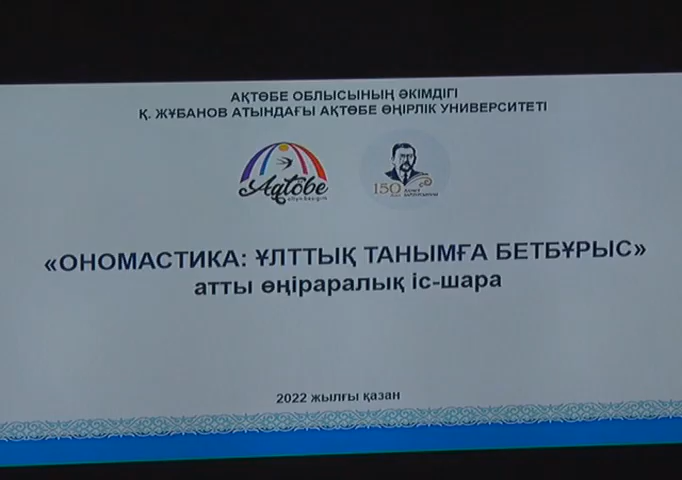 АҚТӨБЕ ОБЛЫСЫНЫҢ ӘКІМДІГІ
Қ. ЖҰБАНОВ АТЫНДАҒЫ АҚТӨБЕ ӨҢІРЛІК УНИВЕРСИТЕТІ
Aqtobe
150
«ОНОМАСТИКА: ҰЛТТЫҚ ТАНЫМҒА БЕТБҰРЫС»
атты өңіраралық іс-шара
2022 жылғы қазан